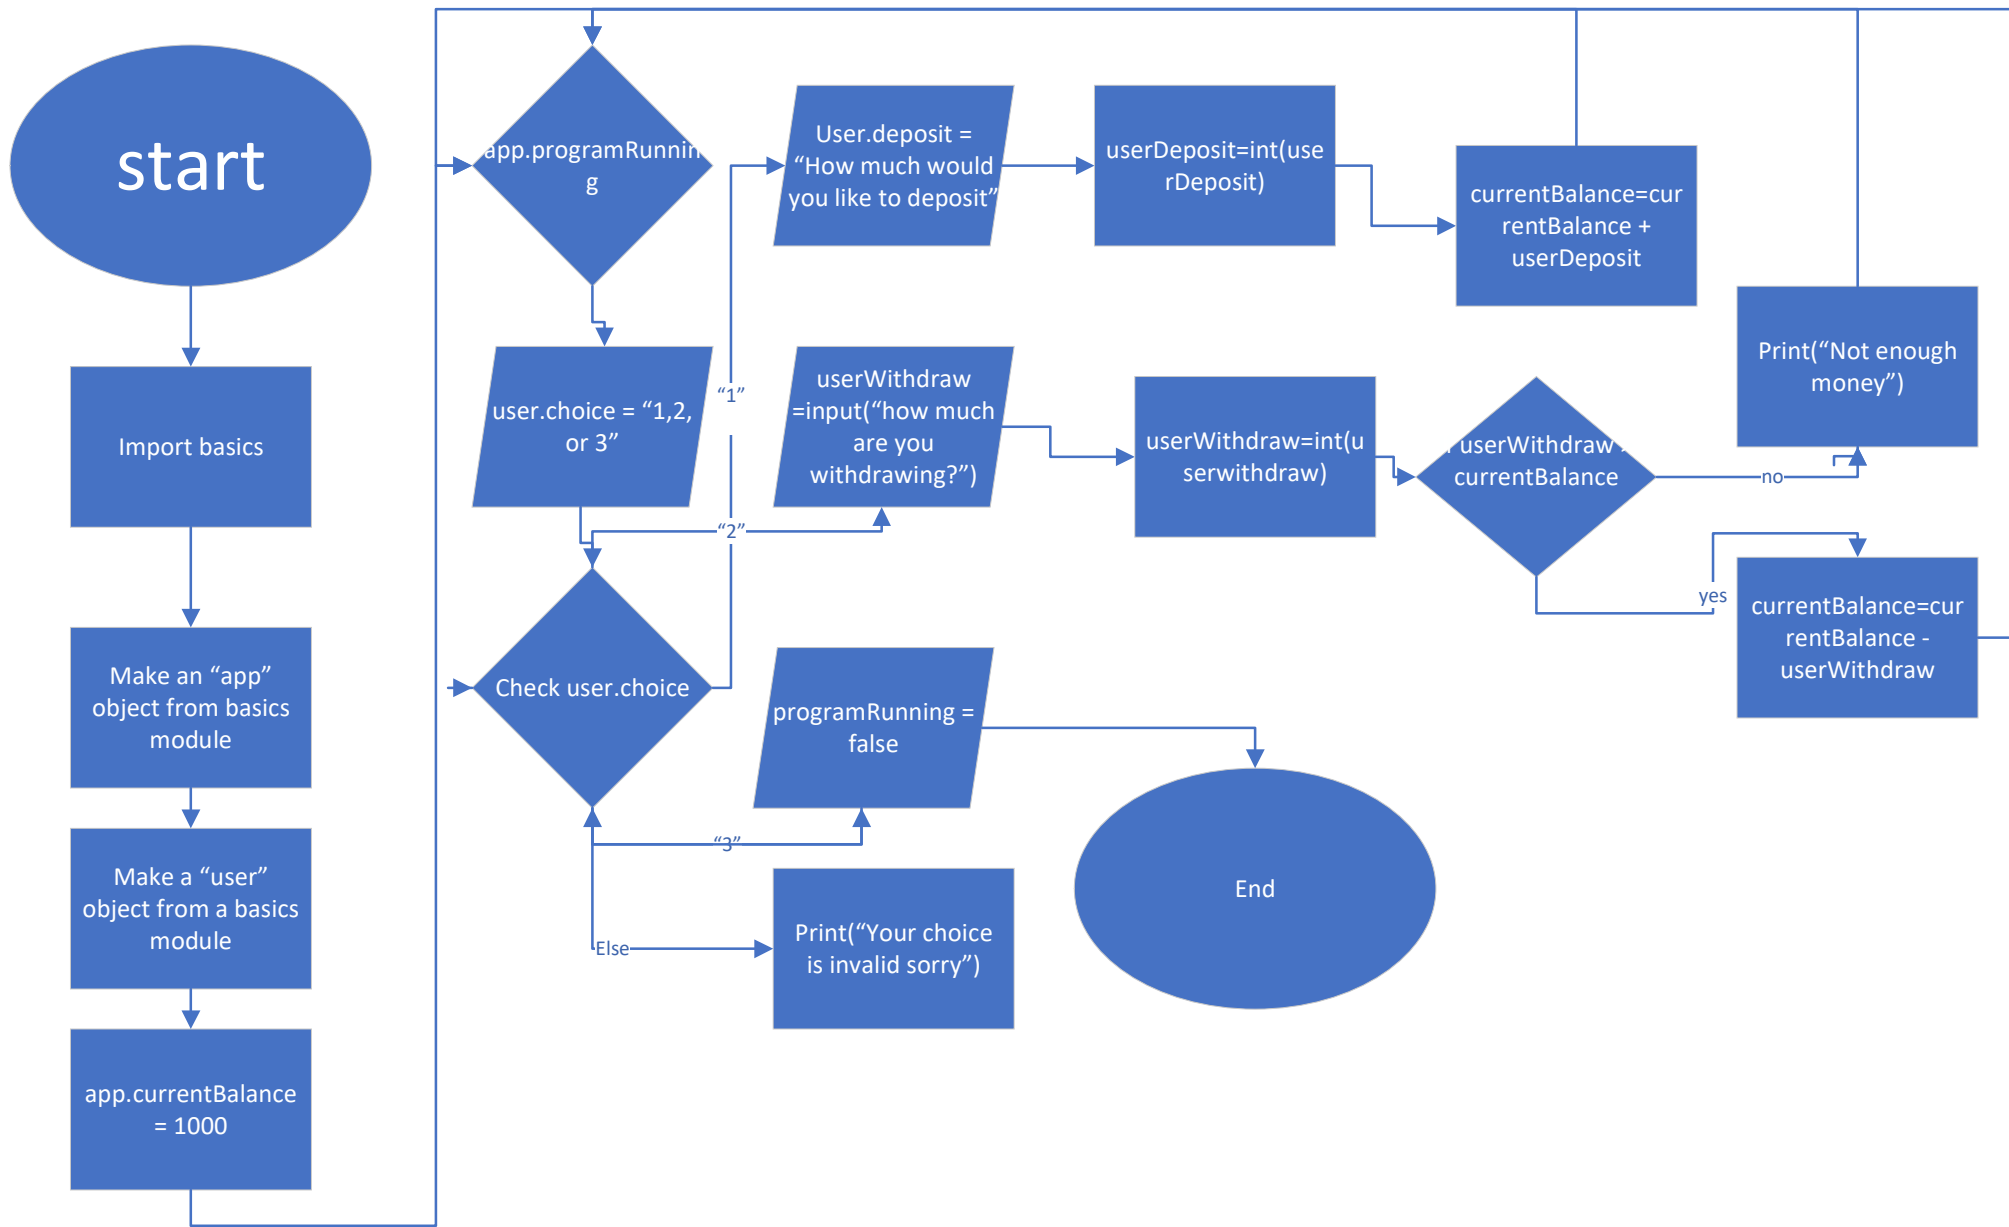 start
Import basics
Make an “app”
object from basics
module
Make a “user”
object from a basics
module
app.currentBalance
= 1000
app.programRunnin
g
user.choice = “1,2,
or 3”
Check user.choice
“1”
“2”
“3”
Else
User.deposit =
“How much would
you like to deposit”
userDeposit=int(use
rDeposit)
currentBalance=cur
rentBalance +
userDeposit
userWithdraw
=input(“how much
are you
withdrawing?”)
userWithdraw=int(u
serwithdraw)
userWithdraw
currentBalance
no
yes
Print(“Not enough
money”)
currentBalance=cur
rentBalance -
userWithdraw
programRunning =
false
Print(“Your choice
is invalid sorry”)
End